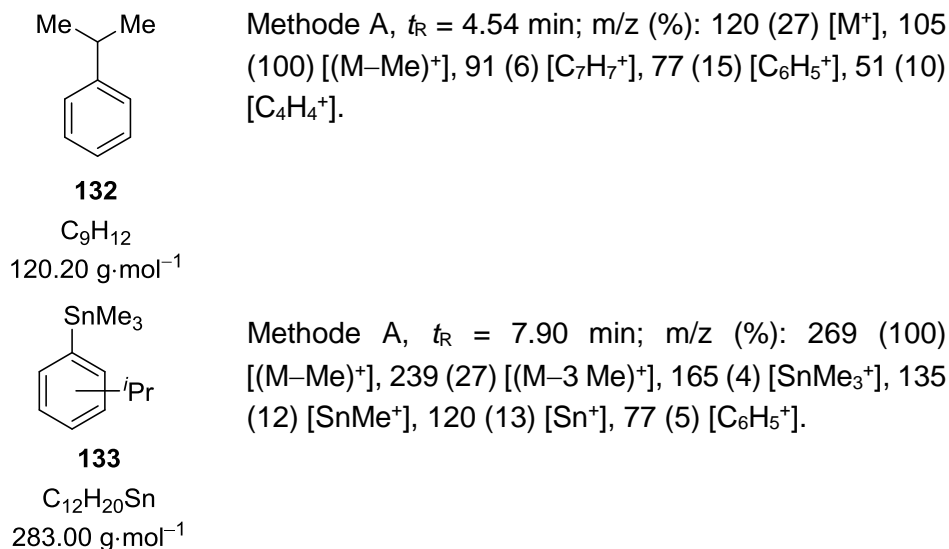 Me Me
132
C₉H₁₂
120.20 g·mol⁻¹
Methode A, tR = 4.54 min; m/z (%): 120 (27) [M⁺], 105
(100) [(M–Me)⁺], 91 (6) [C₇H₇⁺], 77 (15) [C₆H₅⁺], 51 (10)
[C₄H₄⁺].
SnMe₃
ⁱPr
133
C₁₂H₂₀Sn
283.00 g·mol⁻¹
Methode A, tR = 7.90 min; m/z (%): 269 (100)
[(M–Me)⁺], 239 (27) [(M–3 Me)⁺], 165 (4) [SnMe₃⁺], 135
(12) [SnMe⁺], 120 (13) [Sn⁺], 77 (5) [C₆H₅⁺].